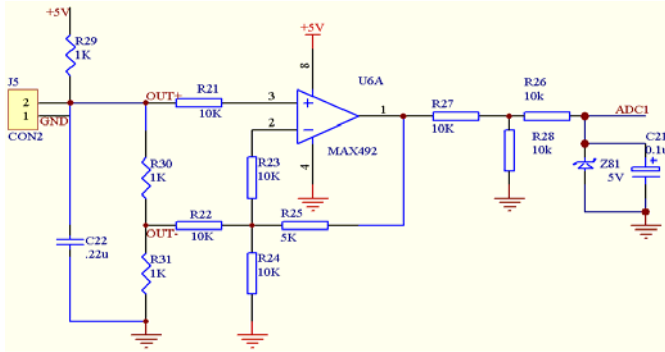 +5V
R29
1K
J5
2
1
CON2
GND
OUT+
R21
10K
+5V
8
U6A
3
2
1
MAX492
4
R27
10K
R26
10k
R28
10k
ADC1
C21
0.1u
Z81
5V
R23
10K
R30
1K
OUT-
R22
10K
R25
5K
C22
.22u
R31
1K
R24
10K